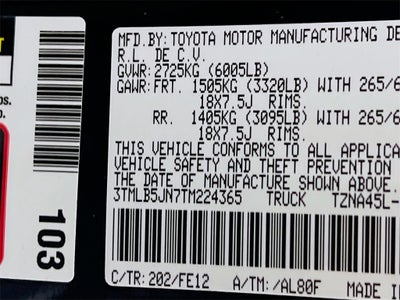 MFD.BY: TOYOTA MOTOR MANUFACTURING DE
R.L. DE C.V.
GVWR: 2725KG (6005LB)
GAWR: FRT. 1505KG (3320LB) WITH 265/6
18X7.5J RIMS.
RR. 1405KG (3095LB) WITH 265/6
18X7.5J RIMS.
THIS VEHICLE CONFORMS TO ALL APPLICA
VEHICLE SAFETY AND THEFT PREVENTION
THE DATE OF MANUFACTURE SHOWN ABOVE.
3TMLB5JN7TM224365 TRUCK TZNA45L-
C/TR: 202/FE12 A/TM: /AL80F MADE I
103
os.